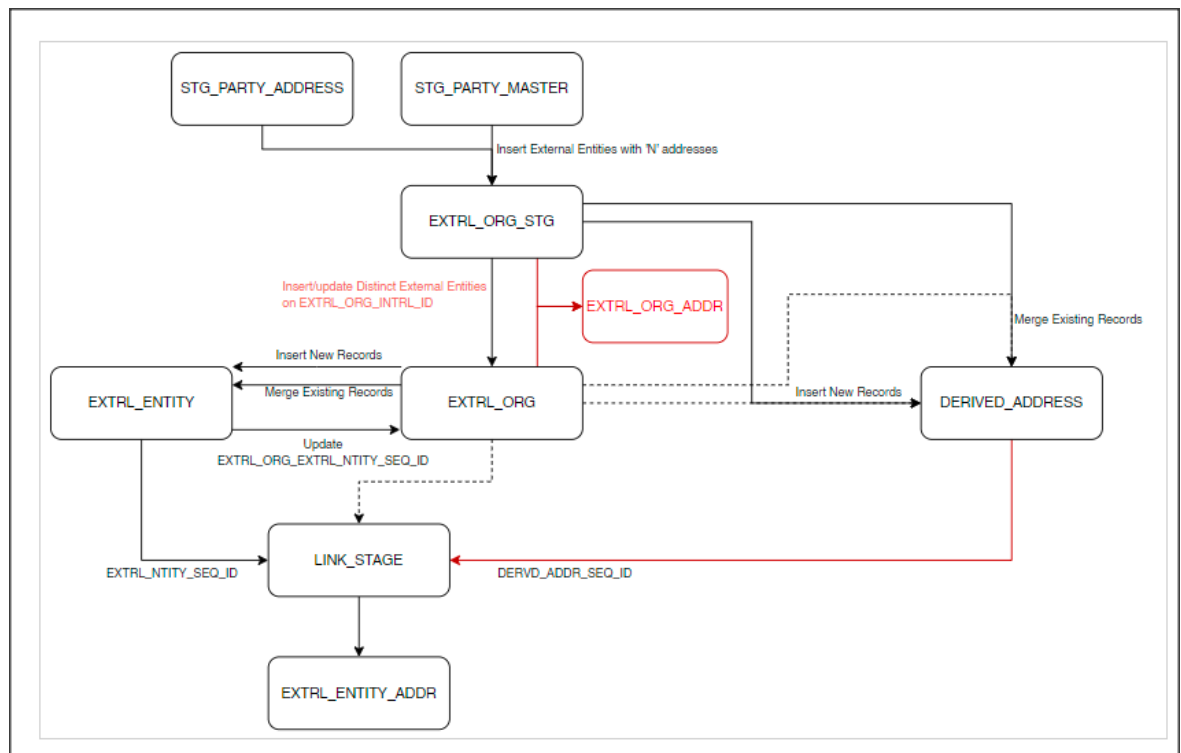 STG_PARTY_ADDRESS
STG_PARTY_MASTER
Insert External Entities with 'N' addresses
EXTRL_ORG_STG
Insert/update Distinct External Entities
on EXTRL_ORG_INTRL_ID
EXTRL_ORG_ADDR
Merge Existing Records
Insert New Records
EXTRL_ENTITY
Merge Existing Records
EXTRL_ORG
Insert New Records
DERIVED_ADDRESS
Update
EXTRL_ORG_EXTRL_NTITY_SEQ_ID
LINK_STAGE
EXTRL_NTITY_SEQ_ID
DERVD_ADDR_SEQ_ID
EXTRL_ENTITY_ADDR